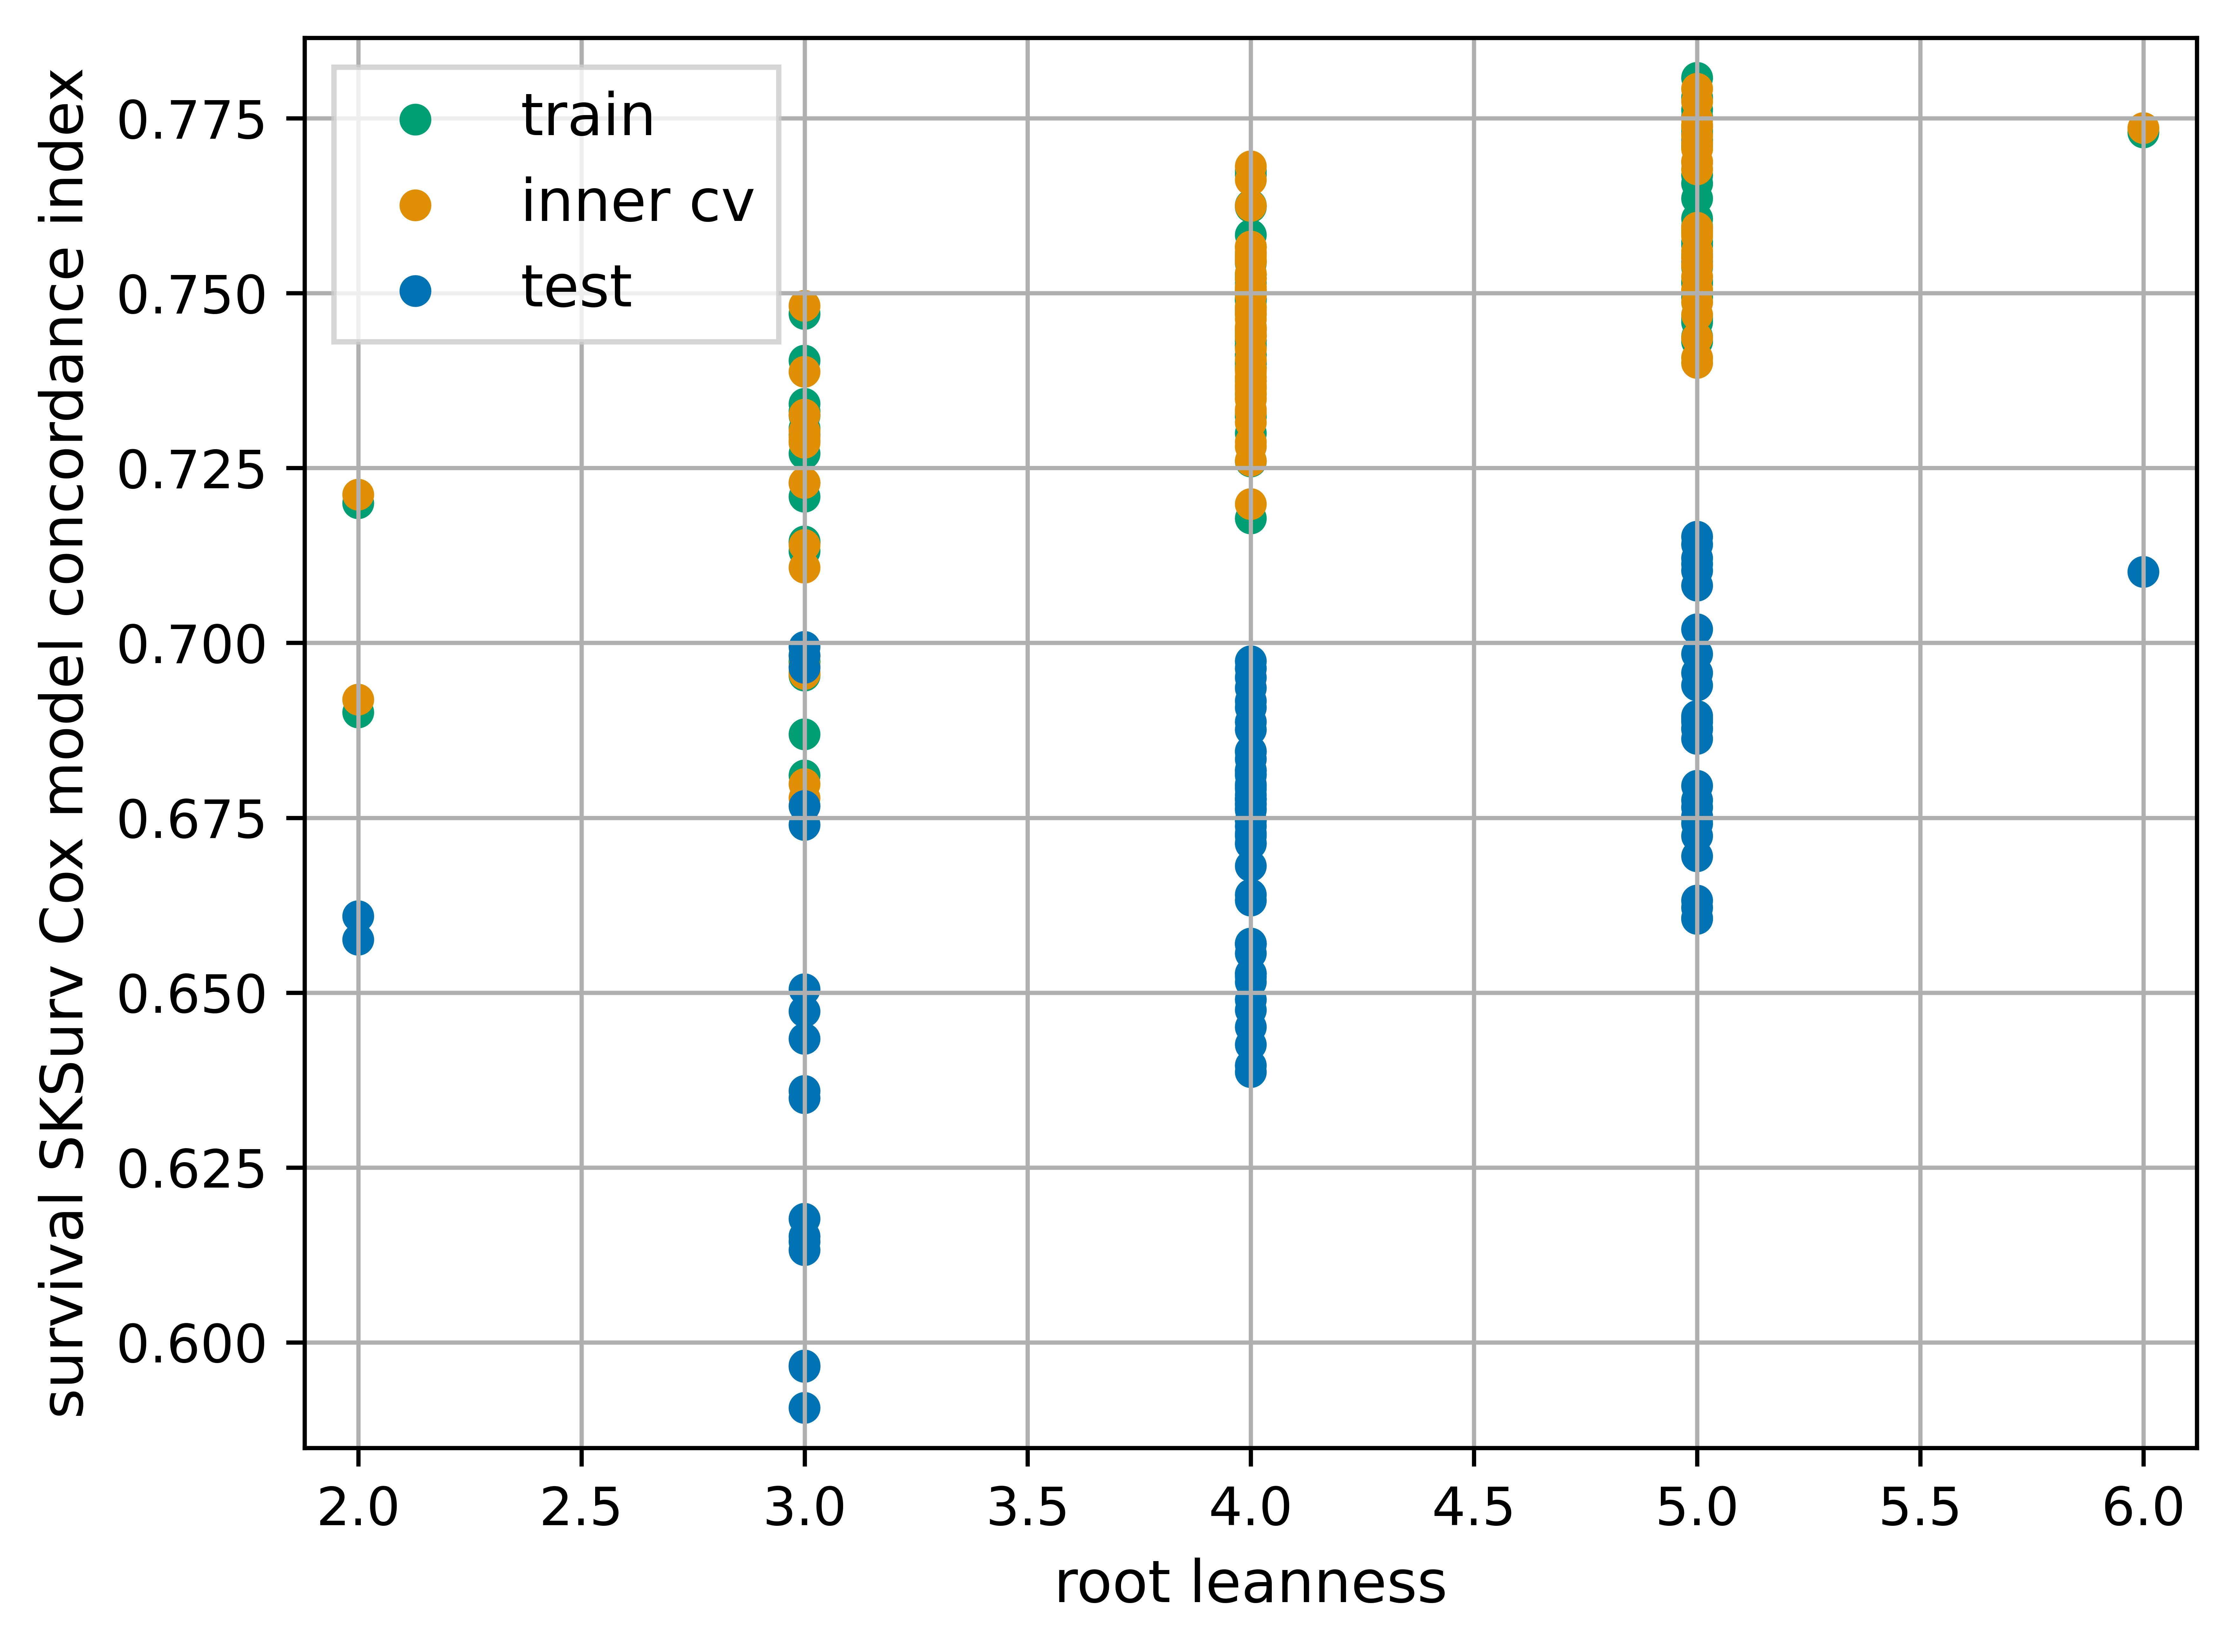 train
inner cv
test
survival SKSurv Cox model concordance index
0.775
0.750
0.725
0.700
0.675
0.650
0.625
0.600
2.0 2.5 3.0 3.5 4.0 4.5 5.0 5.5 6.0
root leanness